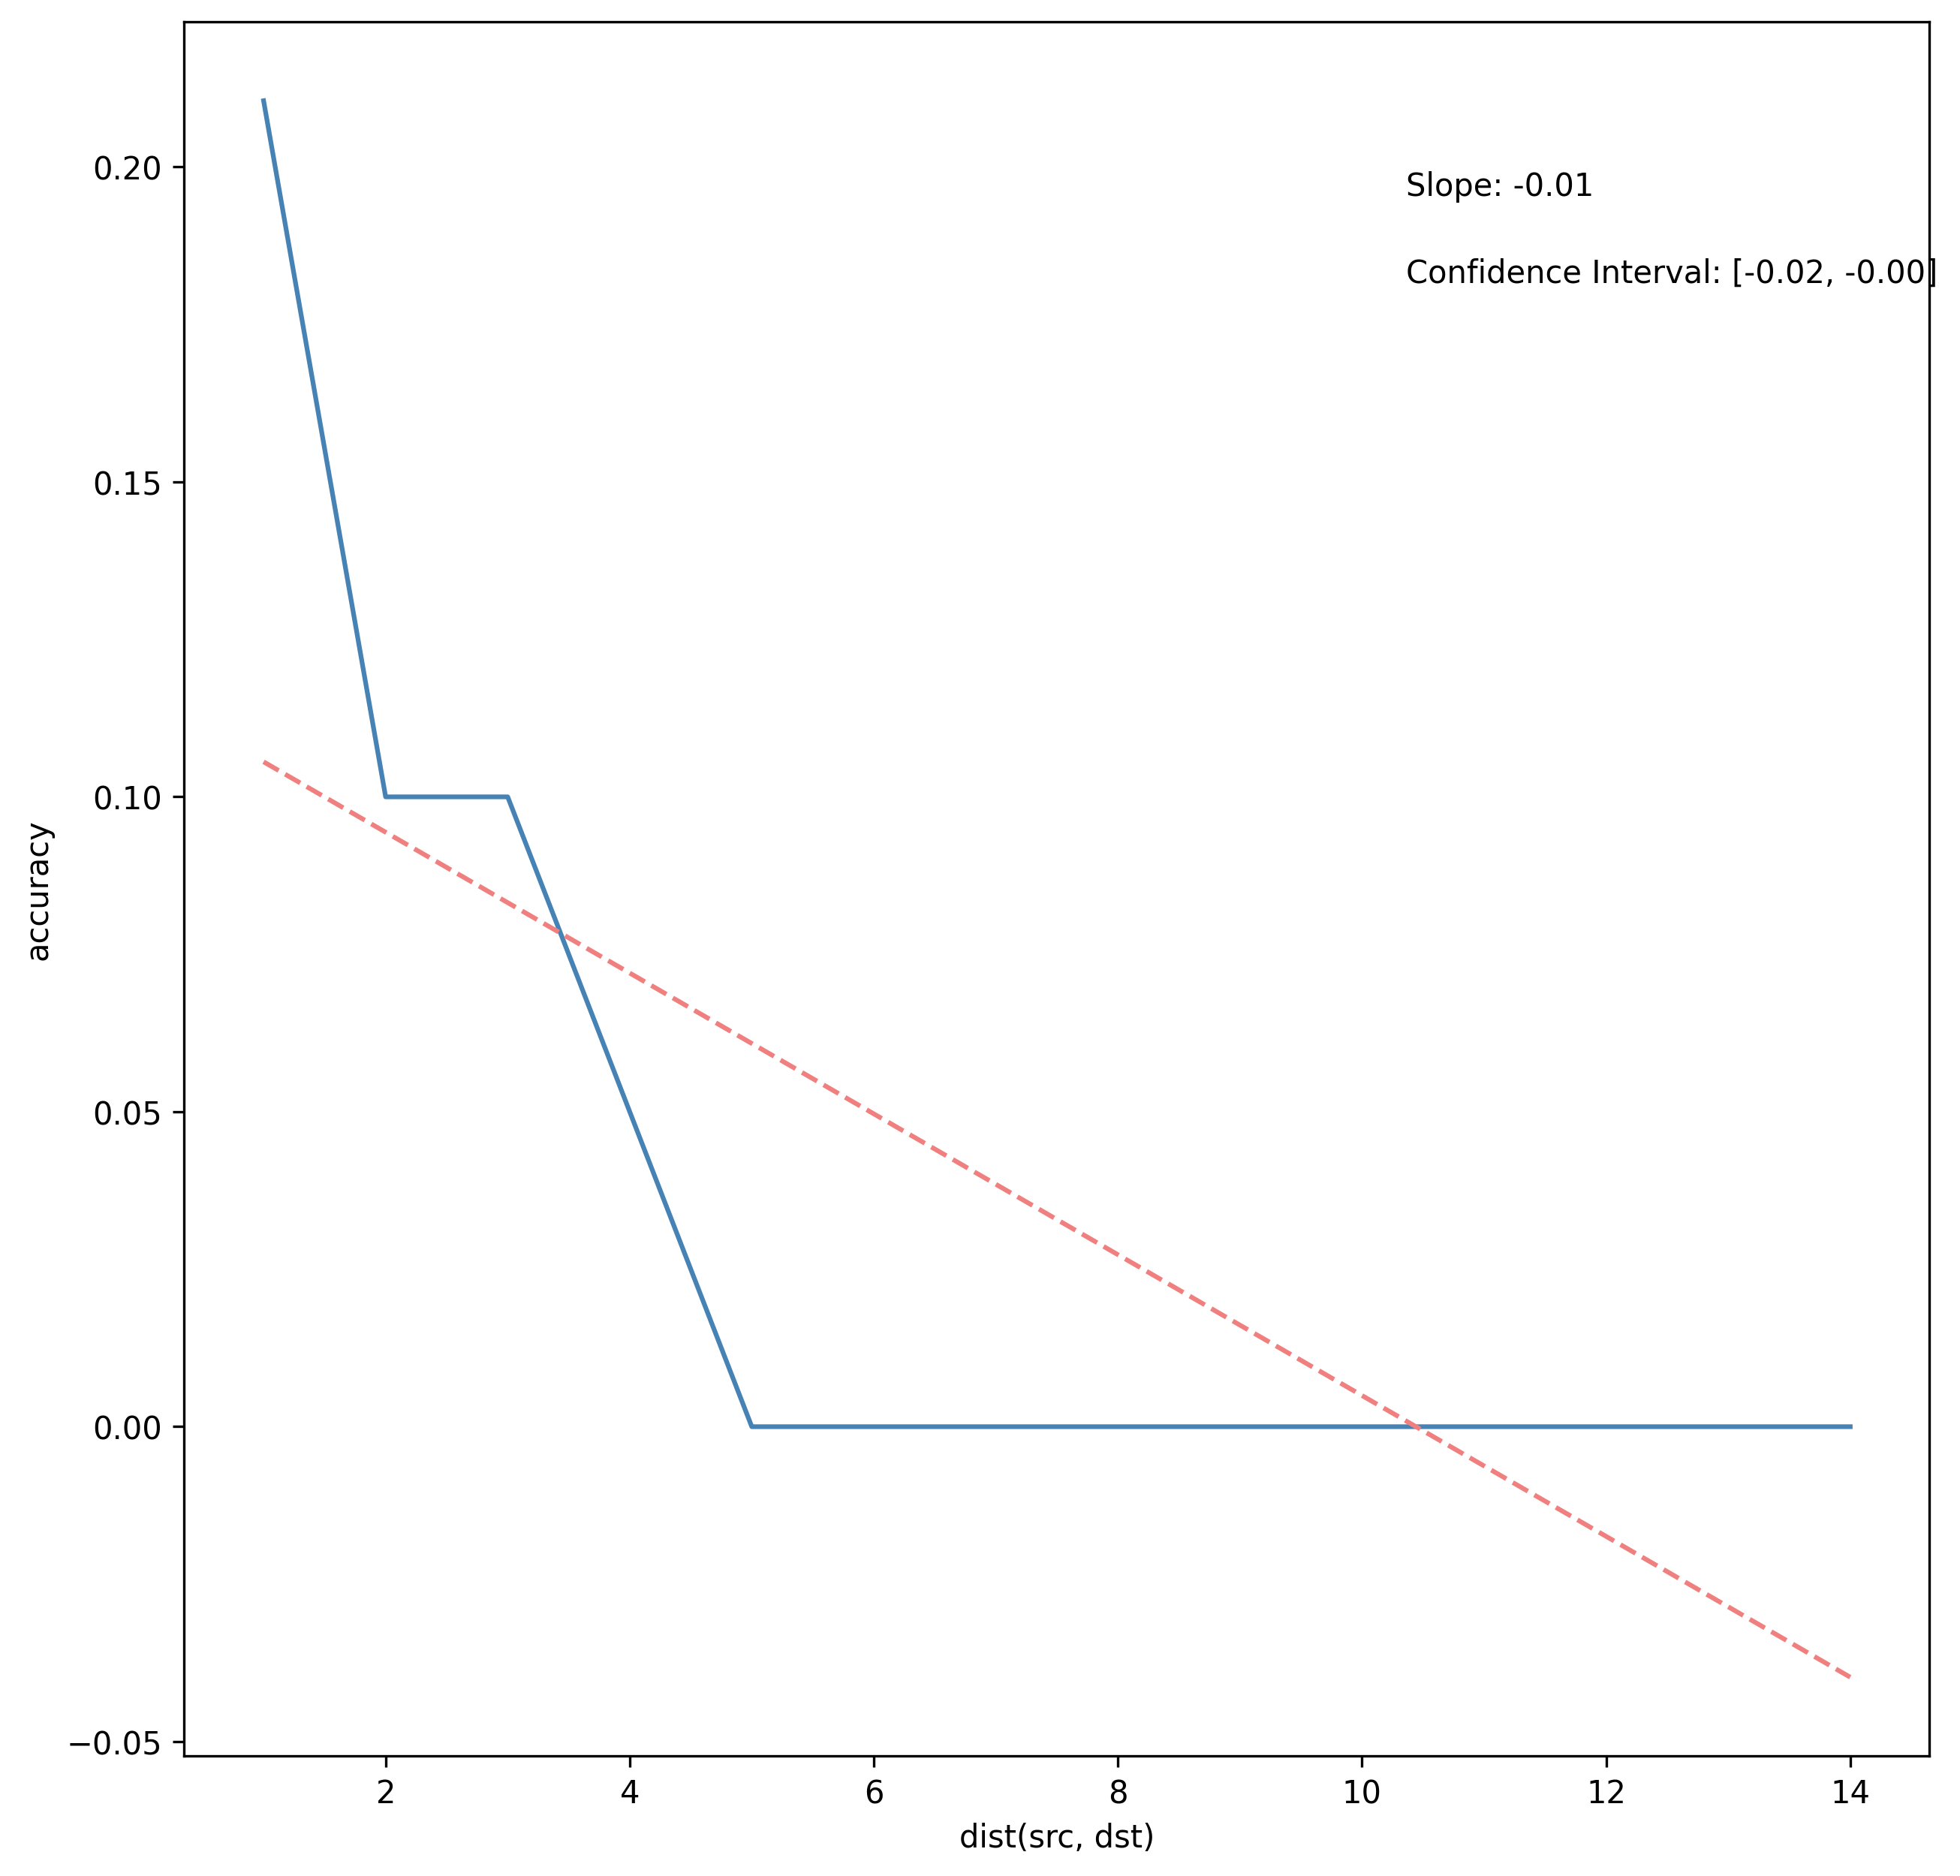 0.20
0.15
0.10
0.05
0.00
−0.05
accuracy
Slope: -0.01
Confidence Interval: [-0.02, -0.00]
2 4 6 8 10 12 14
dist(src, dst)